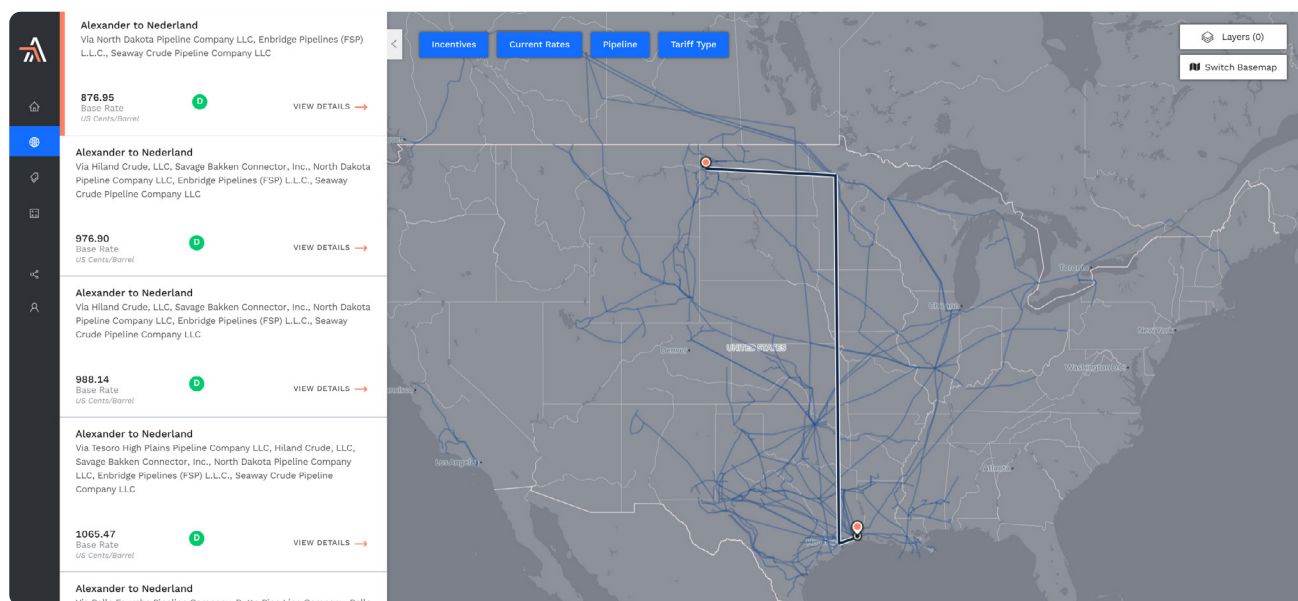 Alexander to Nederland
Via North Dakota Pipeline Company LLC, Enbridge Pipelines (FSP)
L.L.C., Seaway Crude Pipeline Company LLC
876.95
Base Rate
US Cents/Barrel
D
VIEW DETAILS
Alexander to Nederland
Via Hiland Crude, LLC, Savage Bakken Connector, Inc., North Dakota
Pipeline Company LLC, Enbridge Pipelines (FSP) L.L.C., Seaway
Crude Pipeline Company LLC
976.90
Base Rate
US Cents/Barrel
D
VIEW DETAILS
Alexander to Nederland
Via Hiland Crude, LLC, Savage Bakken Connector, Inc., North Dakota
Pipeline Company LLC, Enbridge Pipelines (FSP) L.L.C., Seaway
Crude Pipeline Company LLC
988.14
Base Rate
US Cents/Barrel
D
VIEW DETAILS
Alexander to Nederland
Via Tesoro High Plains Pipeline Company LLC, Hiland Crude, LLC,
Savage Bakken Connector, Inc., North Dakota Pipeline Company
LLC, Enbridge Pipelines (FSP) L.L.C., Seaway Crude Pipeline
Company LLC
1065.47
Base Rate
US Cents/Barrel
D
VIEW DETAILS
Alexander to Nederland
Incentives
Current Rates
Pipeline
Tariff Type
Layers (0)
Switch Basemap
Toronto
Chicago
New York
Denver
UNITED STATES
Washington D.C.
Los Angeles
Atlanta